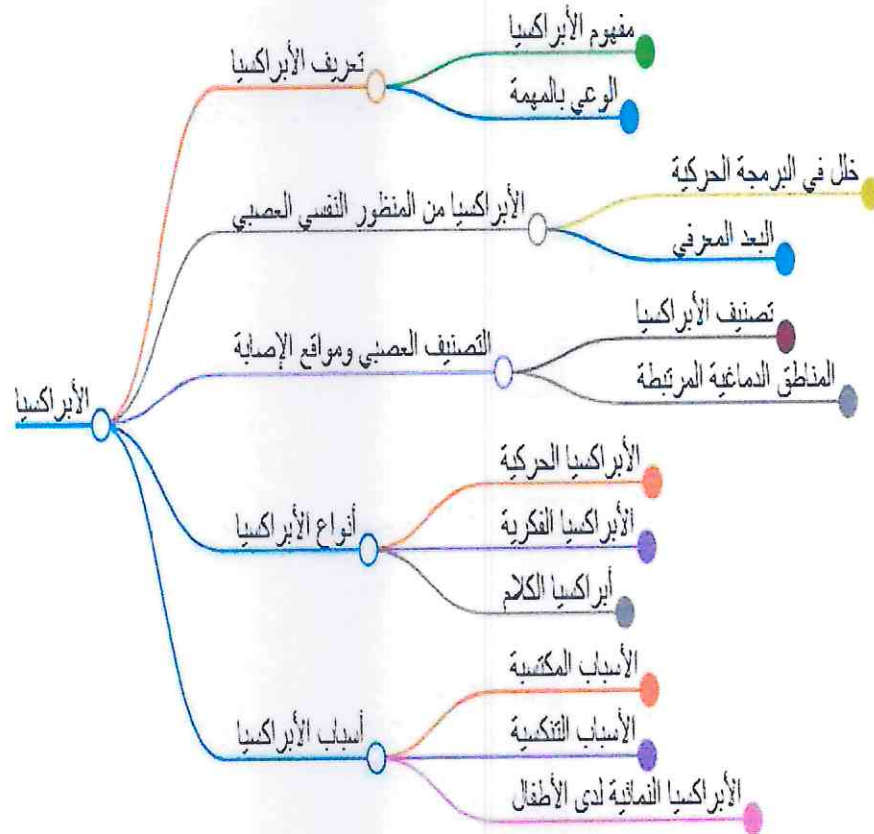 الأبراكسيا
تعريف الأبراكسيا
مفهوم الأبراكسيا
الوعي بالمهمة
الأبراكسيا من المنظور النفسي العصبي
خلل في البرمجة الحركية
البعد المعرفي
التصنيف العصبي ومواقع الإصابة
تصنيف الأبراكسيا
المناطق الدماغية المرتبطة
أنواع الأبراكسيا
الأبراكسيا الحركية
الأبراكسيا الفكرية
أبراكسيا الكلام
أسباب الأبراكسيا
الأسباب المكتسبة
الأسباب التنكسية
الأبراكسيا النمائية لدى الأطفال